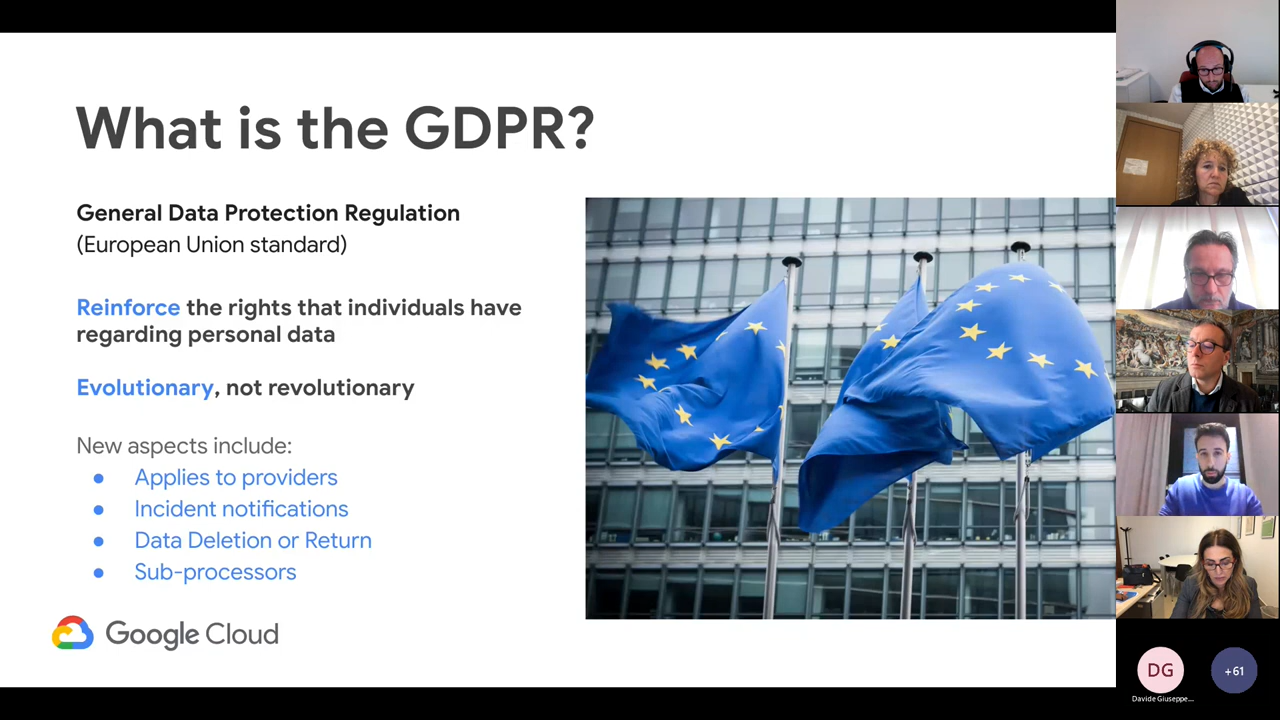 What is the GDPR?
General Data Protection Regulation
(European Union standard)
Reinforce the rights that individuals have
regarding personal data
Evolutionary, not revolutionary
New aspects include:
● Applies to providers
● Incident notifications
● Data Deletion or Return
● Sub-processors
Google Cloud
DG
+61
Davide Giuseppe...